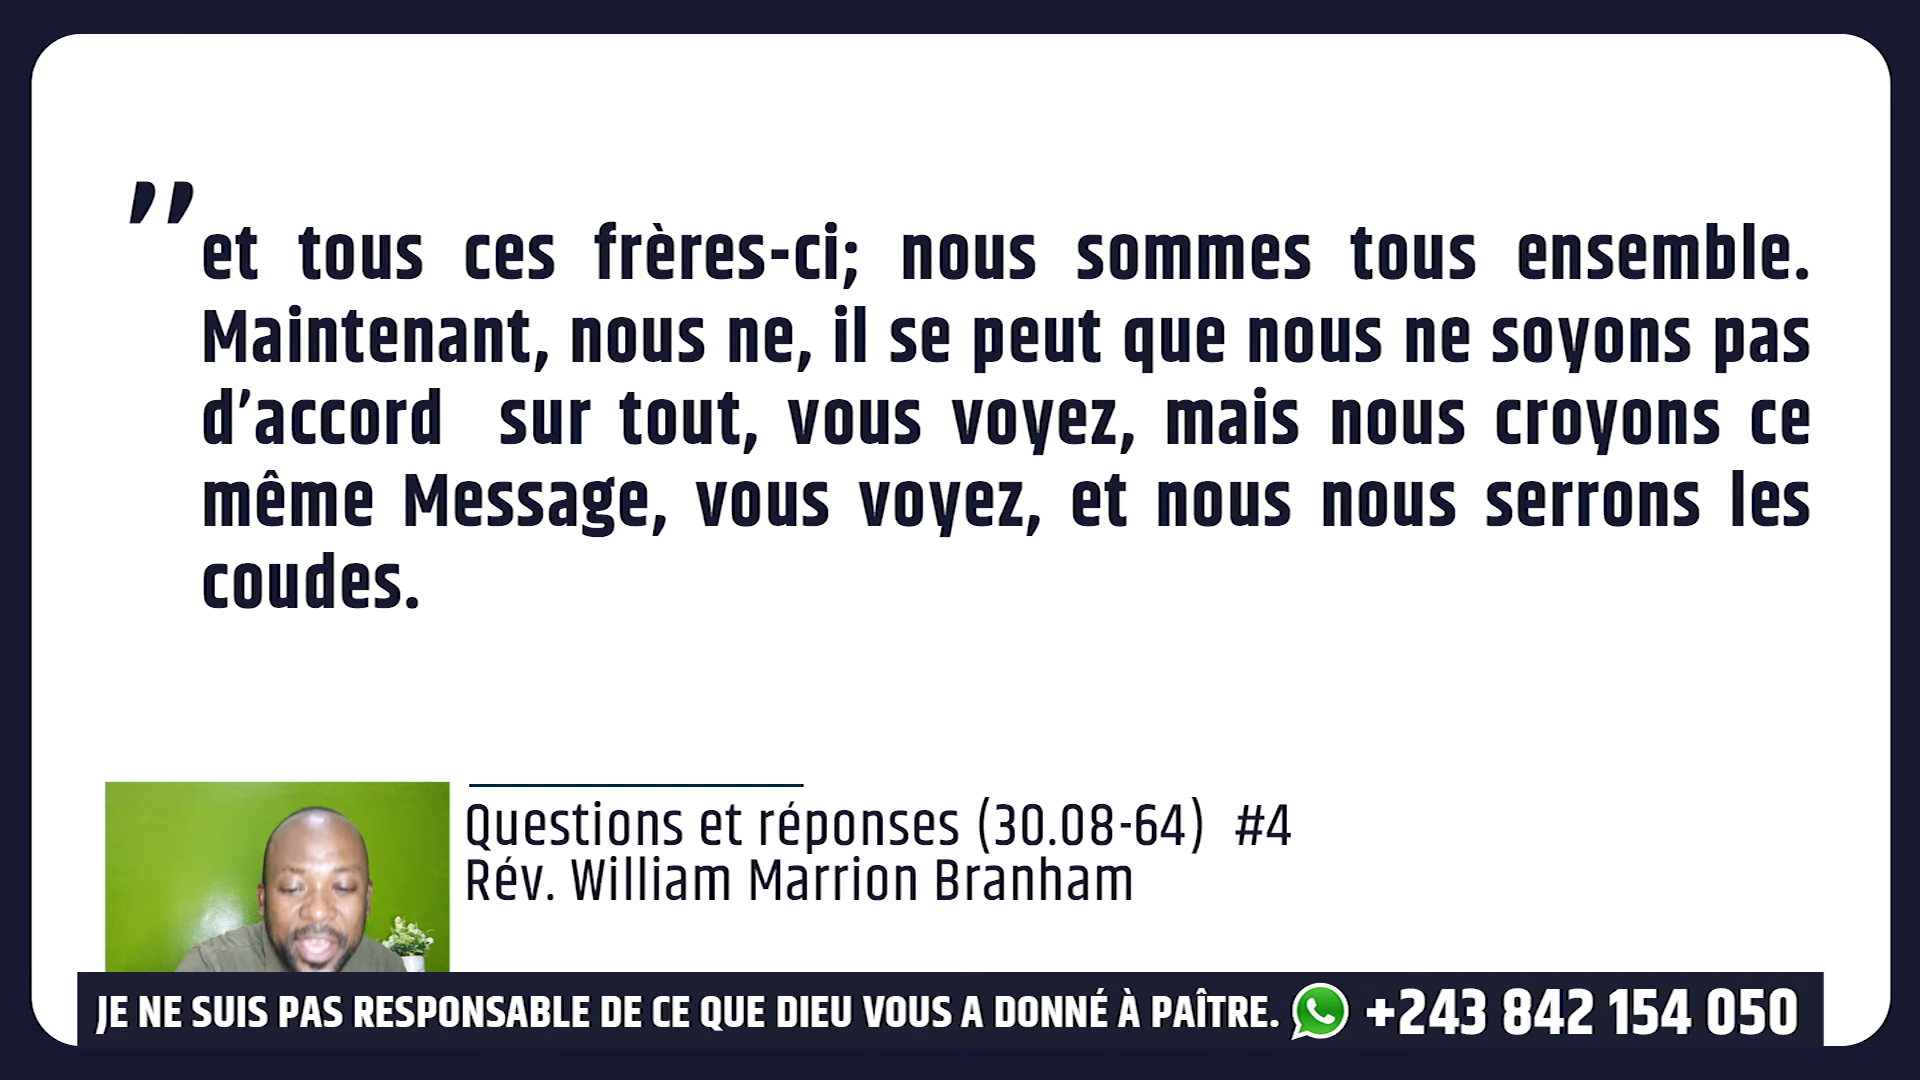 ” et tous ces frères-ci; nous sommes tous ensemble.
Maintenant, nous ne, il se peut que nous ne soyons pas
d’accord sur tout, vous voyez, mais nous croyons ce
même Message, vous voyez, et nous nous serrons les
coudes.
Questions et réponses (30.08-64) #4
Rév. William Marrion Branham
JE NE SUIS PAS RESPONSABLE DE CE QUE DIEU VOUS A DONNÉ À PAÎTRE. +243 842 154 050